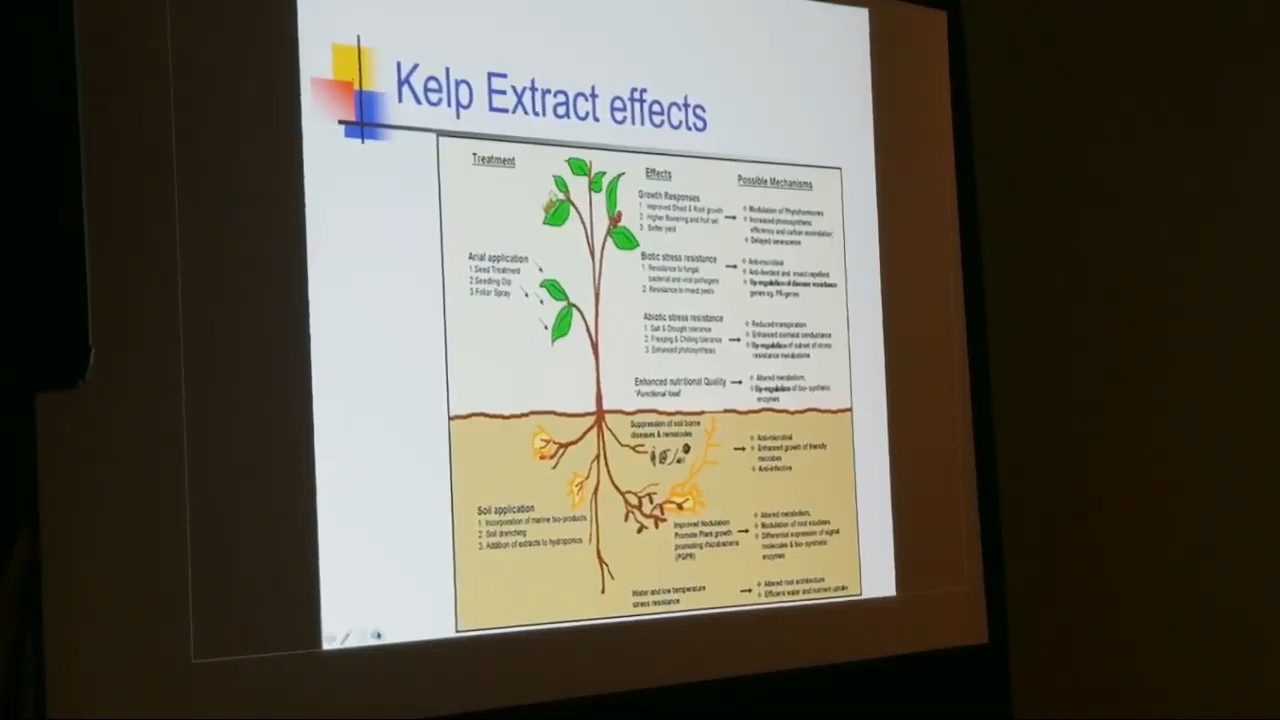 Kelp Extract effects
Treatment
Effects
Possible Mechanisms
Growth Responses
1. Improved Shoot & Root growth
2. Higher flowering and fruit set
3. Better yield
Modulation of Phytohormones
Increased photosynthetic
efficiency and carbon assimilation
Delayed senescence
Arial application
1.Seed Treatment
2.Seeding Dip
3.Foliar Spray
Biotic stress resistance
1. Resistance to fungal,
bacterial and viral pathogens
2. Resistance to insect pests
Anti-microbial
Anti-feedant and insect repellent
Up-regulation of disease resistance
genes eg. PR-genes
Abiotic stress resistance
1. Salt & Drought tolerance
2. Freezing & Chilling tolerance
3. Enhanced photosynthesis
Reduced transpiration
Enhanced stomatal conductance
Up-regulation of subset of stress
resistance metabolome
Enhanced nutritional Quality
'Functional food'
Altered metabolism,
Up-regulation of bio-synthetic
enzymes
Suppression of soil borne
diseases & nematodes
Anti-microbial
Enhanced growth of friendly
microbes
Anti-infective
Soil application
1. Incorporation of marine bio-products
2. Soil drenching
3. Addition of extracts to hydroponics
Improved Nodulation
Promote Plant growth
promoting rhizobacteria
(PGPR)
Altered metabolism,
Modulation of root exudates
Differential expression of signal
molecules & bio-synthetic
enzymes
Water and low temperature
stress resistance
Altered root architecture
Efficient water and nutrient uptake